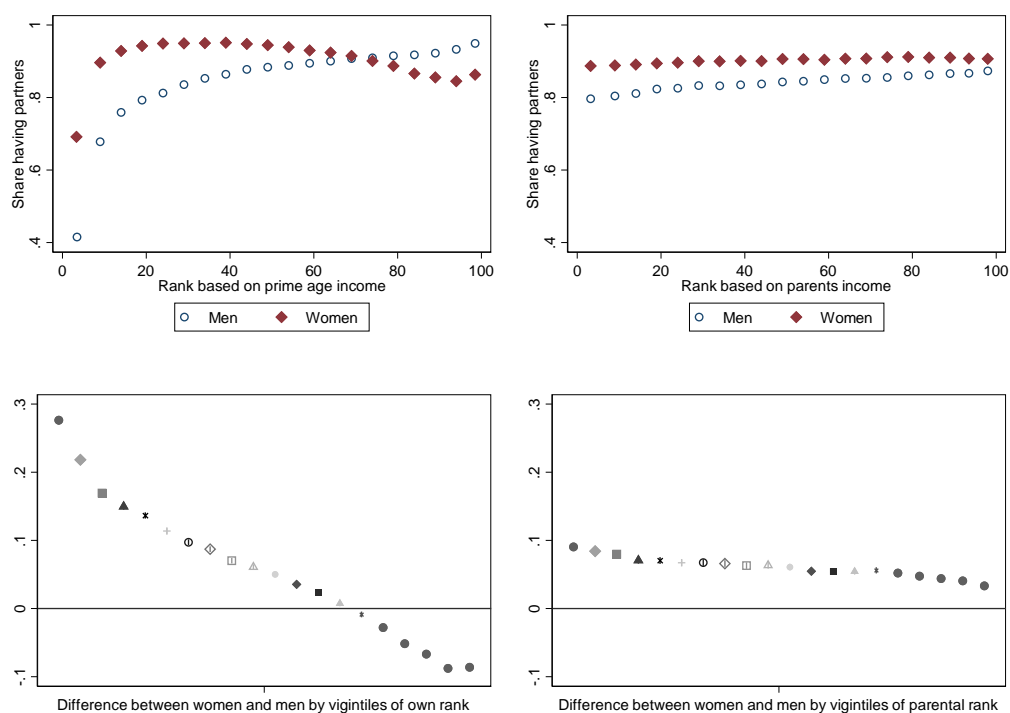 Share having partners
1
.8
.6
.4
0 20 40 60 80 100
Rank based on prime age income
Men Women
Share having partners
1
.8
.6
.4
0 20 40 60 80 100
Rank based on parents income
Men Women
.3
.2
.1
0
-.1
Difference between women and men by vigintiles of own rank
.3
.2
.1
0
-.1
Difference between women and men by vigintiles of parental rank